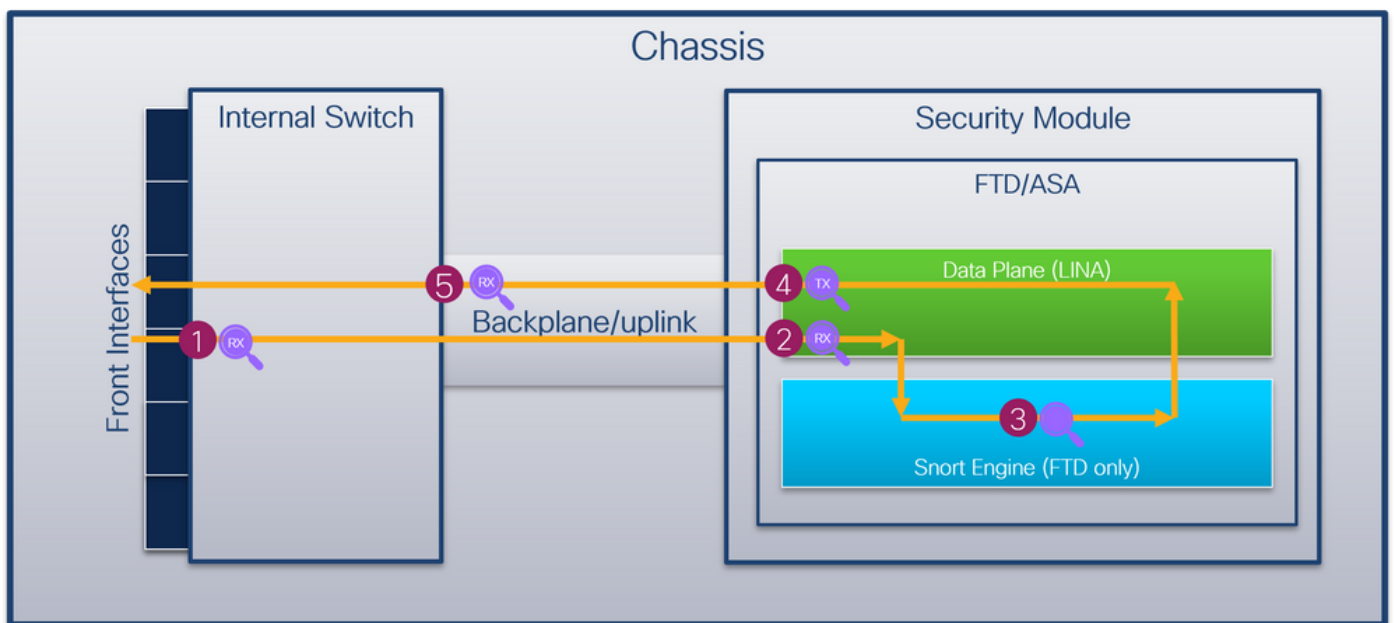 Chassis
Internal Switch
Security Module
FTD/ASA
Front Interfaces
5
RX
4
TX
Data Plane (LINA)
Backplane/uplink
1
RX
2
RX
3
Snort Engine (FTD only)